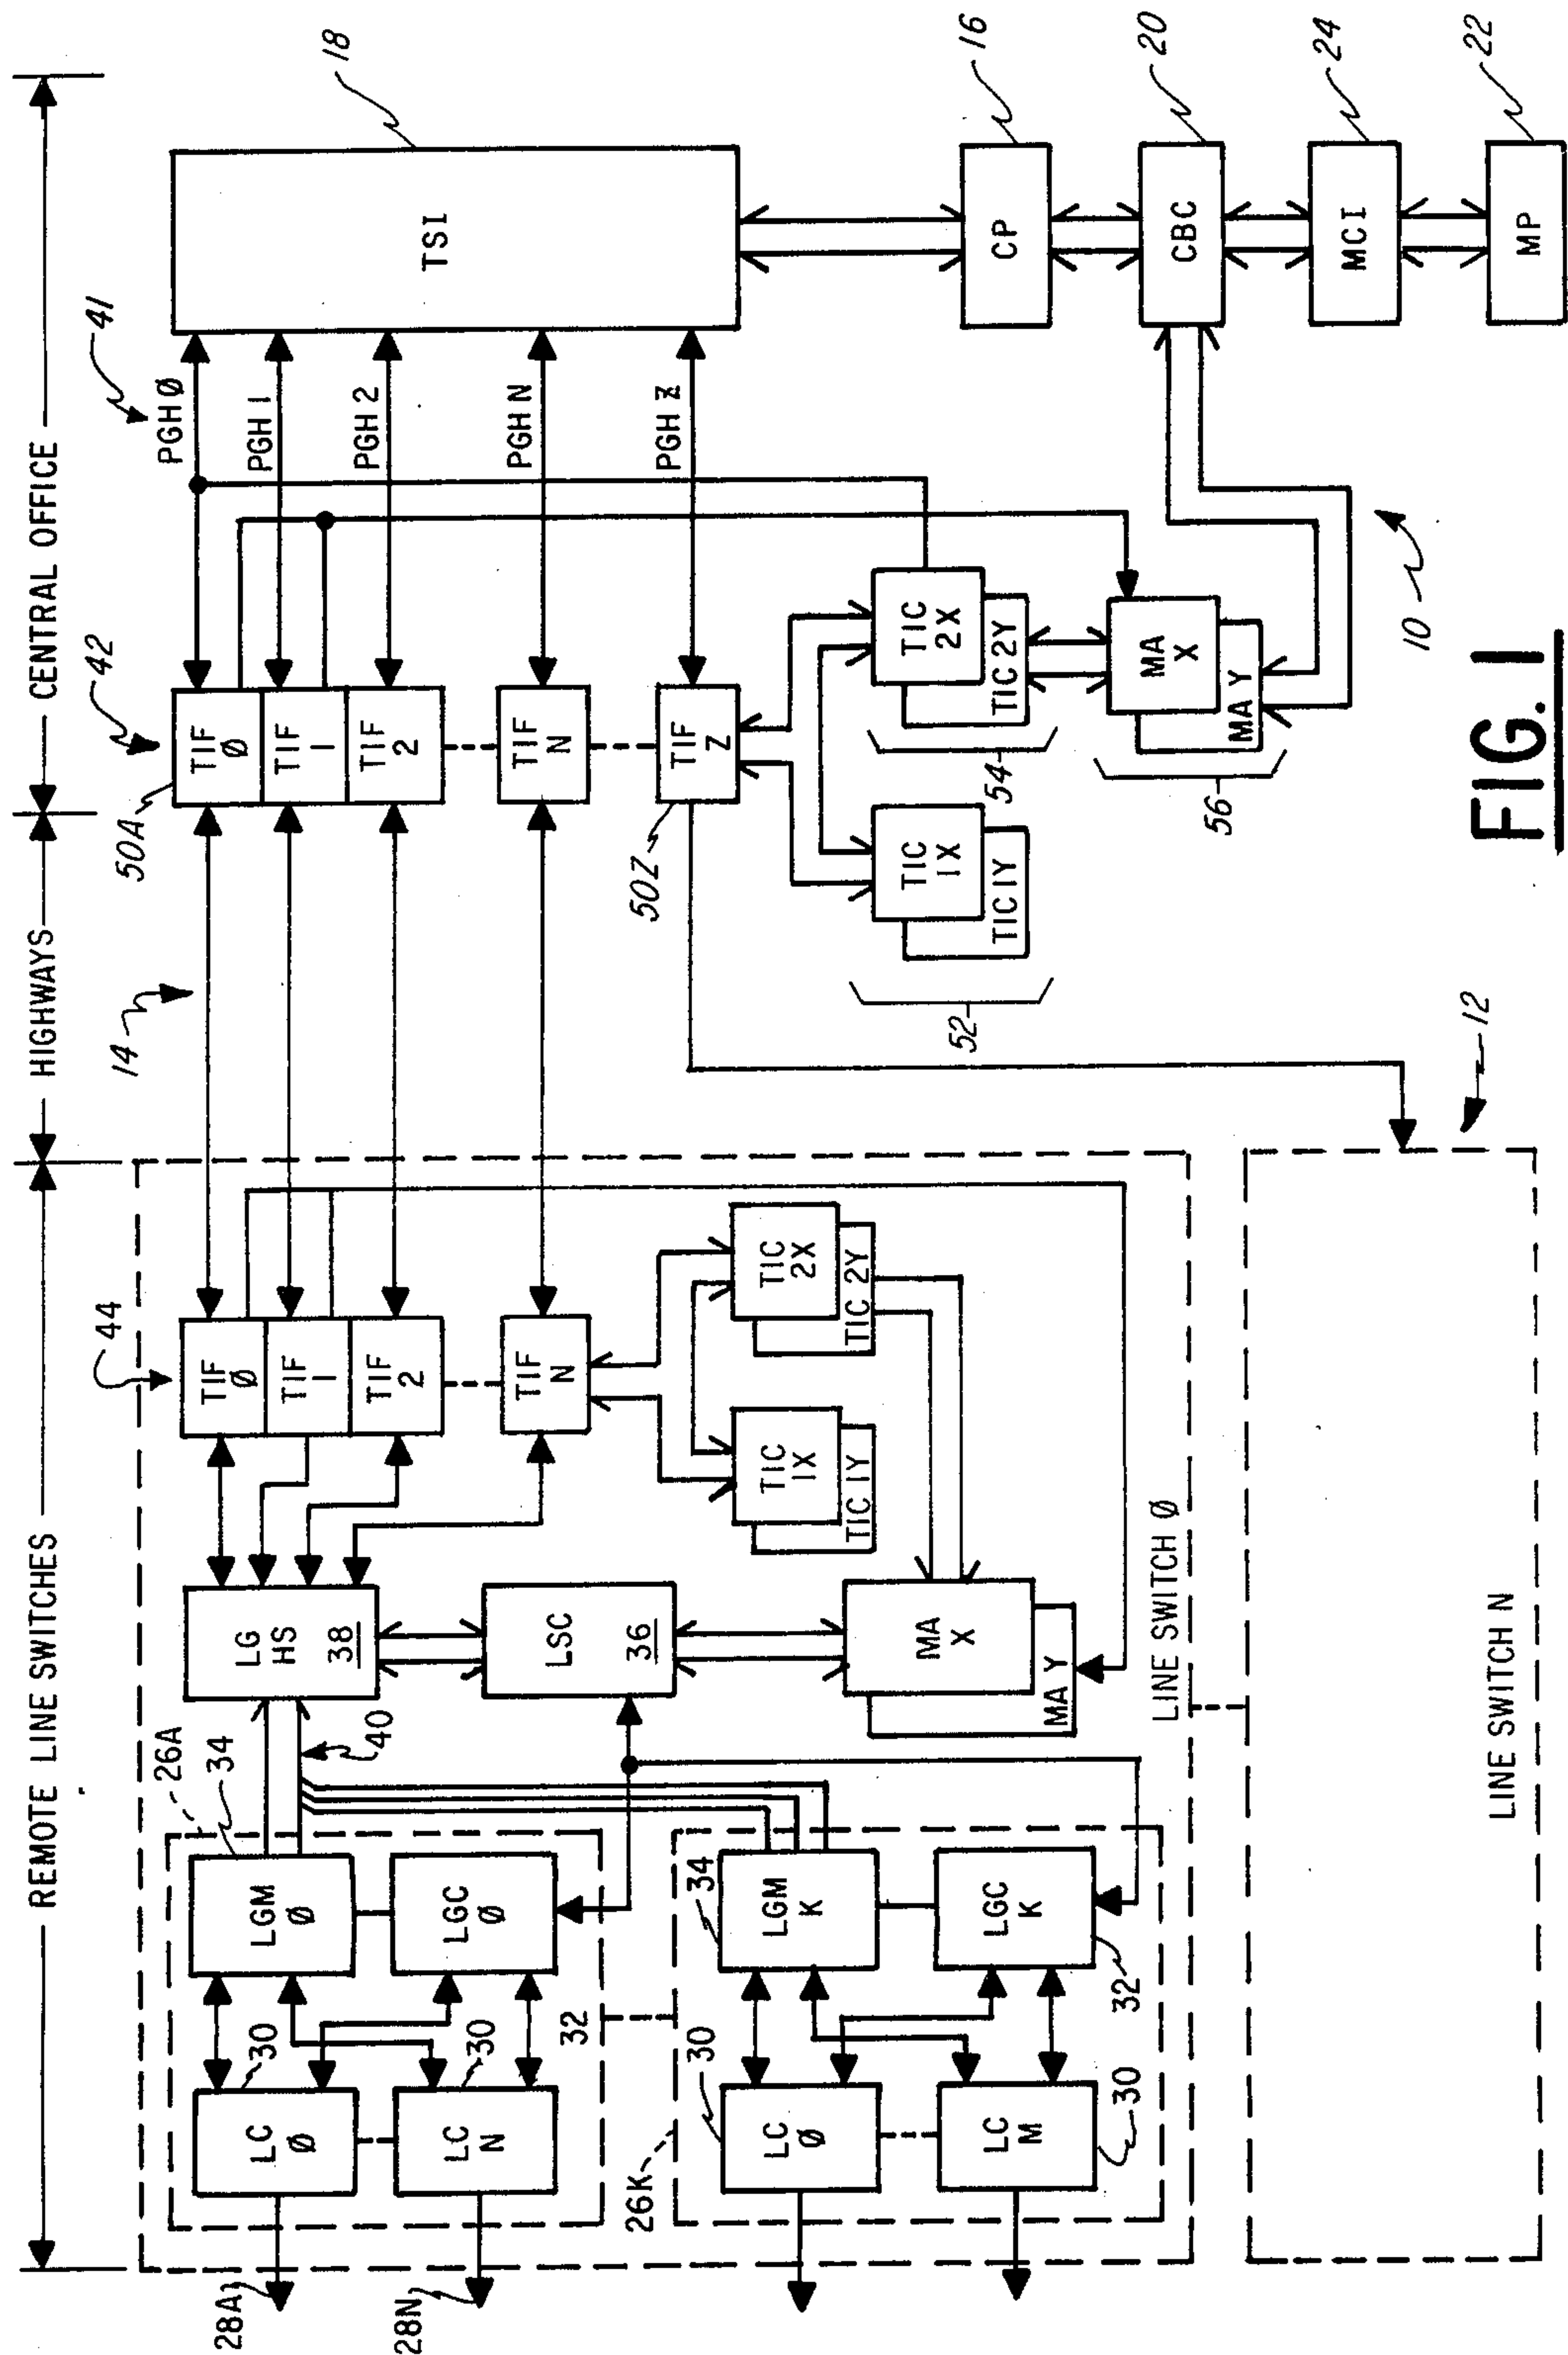 REMOTE LINE SWITCHES
HIGHWAYS
CENTRAL OFFICE
28A
28N
LC
Ø
30
LC
N
30
32
26A
34
LGM
Ø
LGC
Ø
40
26K
30
LC
Ø
LC
M
30
34
LGM
K
LGC
K
32
LG
HS
38
LSC
36
MA
X
MA Y
44
TIF
Ø
TIF
1
TIF
2
TIF
N
TIC
1X
TIC 1Y
TIC
2X
TIC 2Y
LINE SWITCH Ø
LINE SWITCH N
12
14
42
50A
TIF
Ø
TIF
1
TIF
2
TIF
N
TIF
Z
50Z
TIC
1X
TIC 1Y
52
TIC
2X
TIC 2Y
54
MA
X
MA Y
56
41
PGH Ø
PGH 1
PGH 2
PGH N
PGH Z
TSI
18
CP
16
CBC
20
MCI
24
MP
22
10
FIG. 1